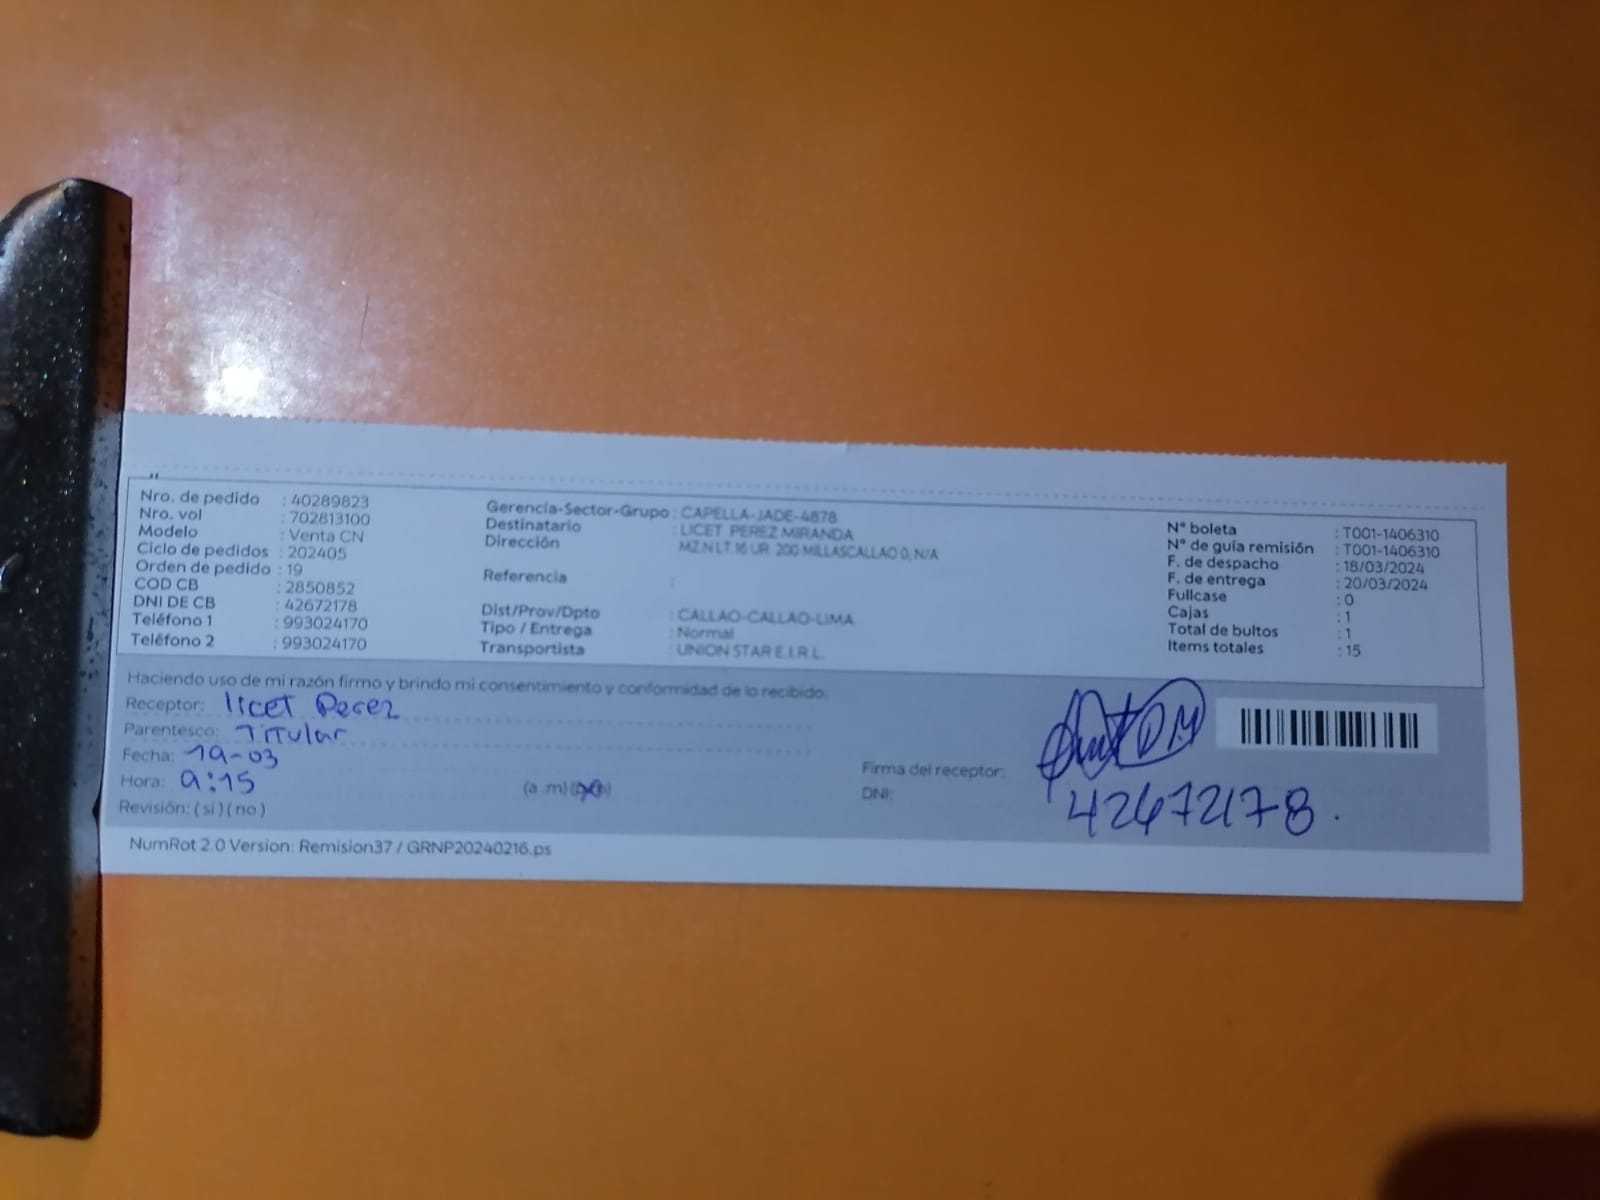 Nro. de pedido : 40289823
Nro. vol : 702813100
Modelo : Venta CN
Ciclo de pedidos : 202405
Orden de pedido : 19
COD CB : 2850852
DNI DE CB : 42672178
Teléfono 1 : 993024170
Teléfono 2 : 993024170
Gerencia-Sector-Grupo : CAPELLA-JADE-4878
Destinatario : LICET PEREZ MIRANDA
Dirección MZ.N LT.16 UR. 200 MILLASCALLAO 0, N/A
Referencia :
Dist/Prov/Dpto : CALLAO-CALLAO-LIMA
Tipo / Entrega : Normal
Transportista : UNION STAR E.I.R.L.
N° boleta : T001-1406310
N° de guía remisión : T001-1406310
F. de despacho : 18/03/2024
F. de entrega : 20/03/2024
Fullcase : 0
Cajas : 1
Total de bultos : 1
Items totales : 15
Haciendo uso de mi razón firmo y brindo mi consentimiento y conformidad de lo recibido.
Receptor: licet Perez
Parentesco: Titular
Fecha: 19-03
Hora: 9:15 (a .m)
Revisión: ( si ) ( no )
Firma del receptor:
DNI: 42672178.
NumRot 2.0 Version: Remision37 / GRNP20240216.ps